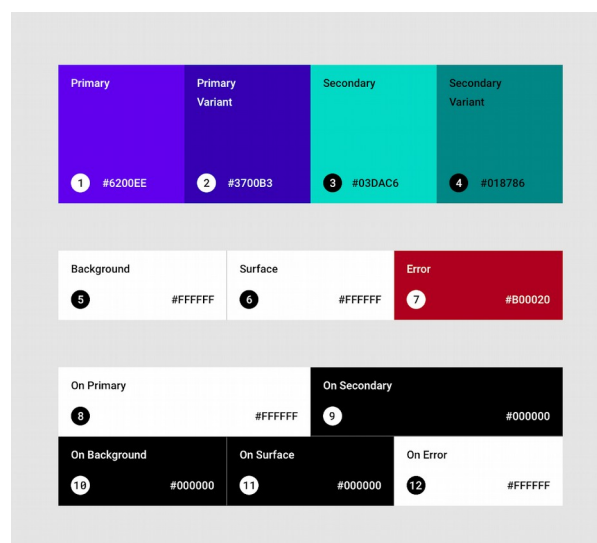 Primary
1 #6200EE
Primary
Variant
2 #3700B3
Secondary
3 #03DAC6
Secondary
Variant
4 #018786
Background
5 #FFFFFF
Surface
6 #FFFFFF
Error
7 #B00020
On Primary
8 #FFFFFF
On Secondary
9 #000000
On Background
10 #000000
On Surface
11 #000000
On Error
12 #FFFFFF